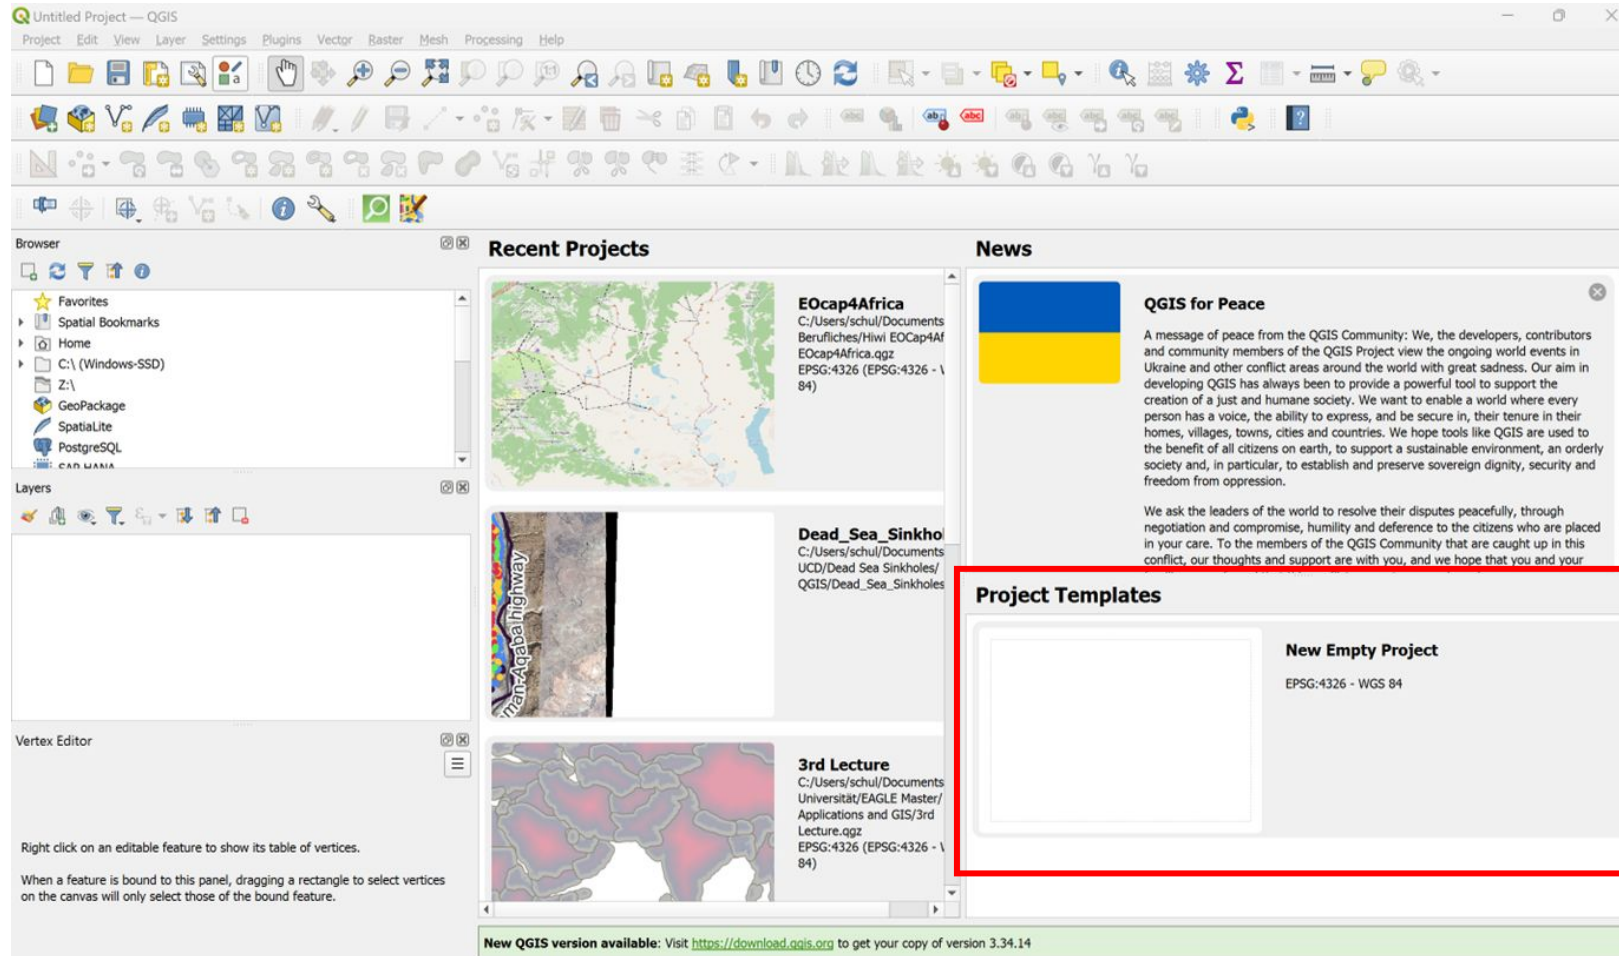 Untitled Project — QGIS
Project Edit View Layer Settings Plugins Vector Raster Mesh Processing Help
Browser
Favorites
Spatial Bookmarks
Home
C:\ (Windows-SSD)
Z:\
GeoPackage
SpatiaLite
PostgreSQL
SAP HANA
Layers
Vertex Editor
Right click on an editable feature to show its table of vertices.
When a feature is bound to this panel, dragging a rectangle to select vertices
on the canvas will only select those of the bound feature.
Recent Projects
EOcap4Africa
C:/Users/schul/Documents
Berufliches/Hiwi EOCap4Af
EOcap4Africa.qgz
EPSG:4326 (EPSG:4326 -
84)
man-Aqaba highway
Dead_Sea_Sinkho
C:/Users/schul/Documents
UCD/Dead Sea Sinkholes/
QGIS/Dead_Sea_Sinkholes
3rd Lecture
C:/Users/schul/Documents
Universität/EAGLE Master/
Applications and GIS/3rd
Lecture.qgz
EPSG:4326 (EPSG:4326 -
84)
News
QGIS for Peace
A message of peace from the QGIS Community: We, the developers, contributors
and community members of the QGIS Project view the ongoing world events in
Ukraine and other conflict areas around the world with great sadness. Our aim in
developing QGIS has always been to provide a powerful tool to support the
creation of a just and humane society. We want to enable a world where every
person has a voice, the ability to express, and be secure in, their tenure in their
homes, villages, towns, cities and countries. We hope tools like QGIS are used to
the benefit of all citizens on earth, to support a sustainable environment, an orderly
society and, in particular, to establish and preserve sovereign dignity, security and
freedom from oppression.
We ask the leaders of the world to resolve their disputes peacefully, through
negotiation and compromise, humility and deference to the citizens who are placed
in your care. To the members of the QGIS Community that are caught up in this
conflict, our thoughts and support are with you, and we hope that you and your
Project Templates
New Empty Project
EPSG:4326 - WGS 84
New QGIS version available: Visit https://download.qgis.org to get your copy of version 3.34.14